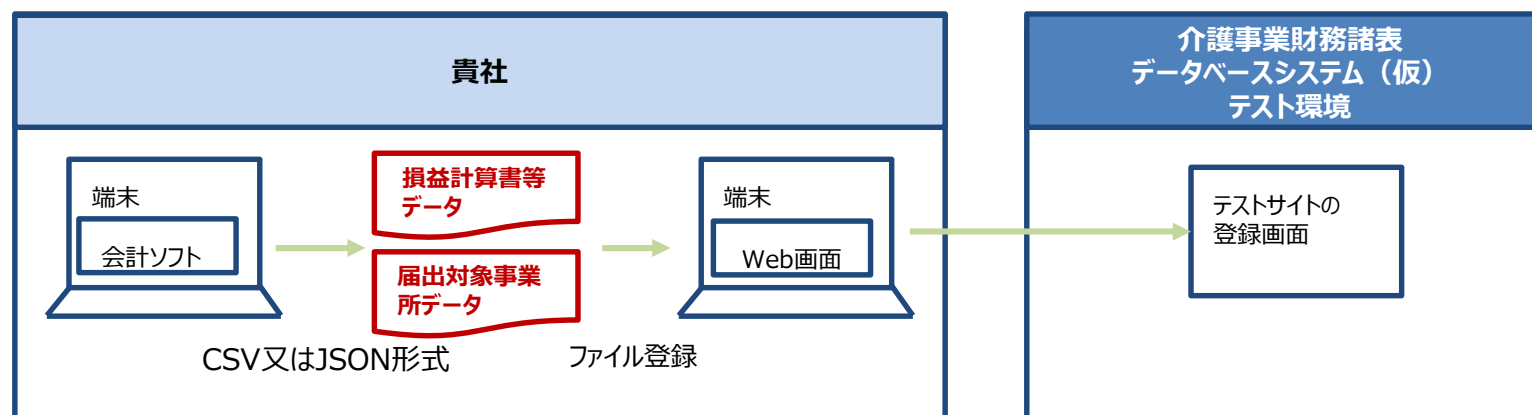 貴社
介護事業財務諸表
データベースシステム（仮）
テスト環境
端末
会計ソフト
損益計算書等
データ
届出対象事業
所データ
端末
Web画面
テストサイトの
登録画面
CSV又はJSON形式
ファイル登録